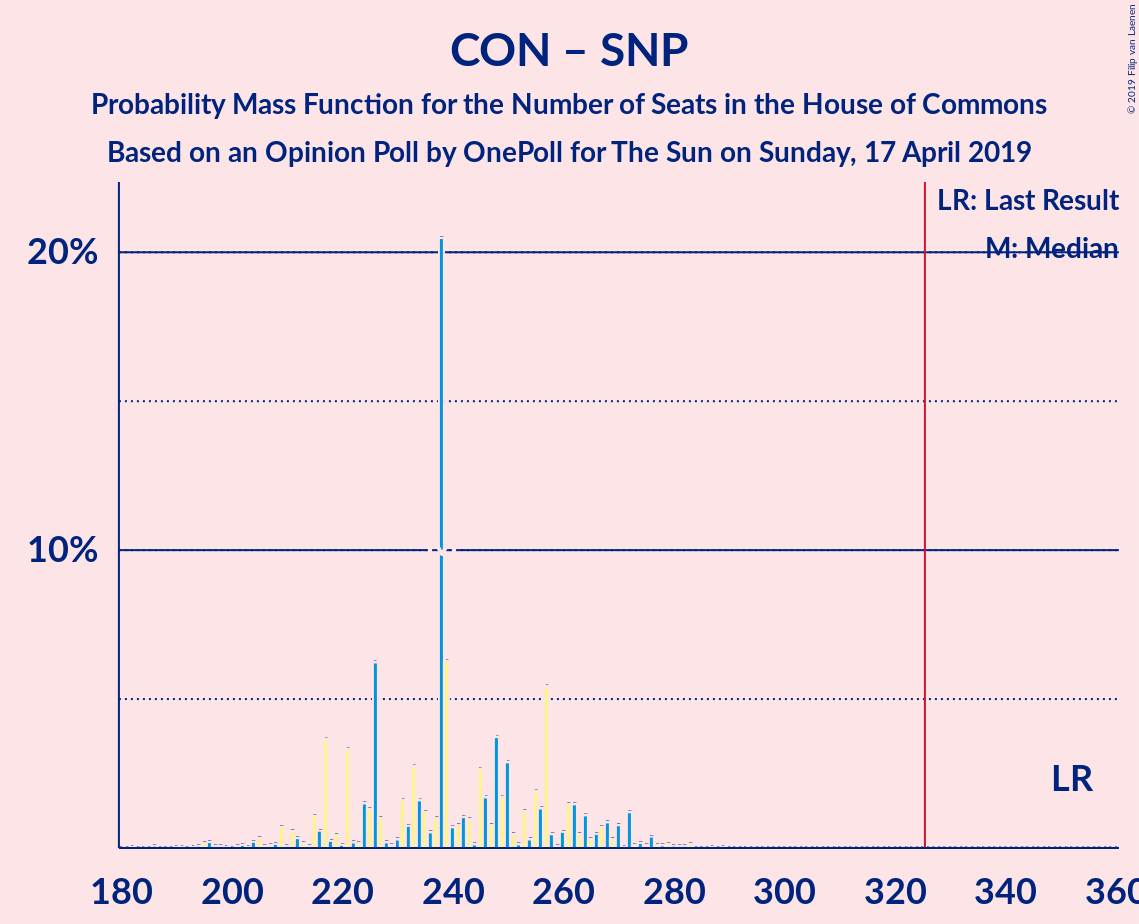 CON – SNP
Probability Mass Function for the Number of Seats in the House of Commons
Based on an Opinion Poll by OnePoll for The Sun on Sunday, 17 April 2019
© 2019 Filip van Laenen
LR: Last Result
M: Median
20%
10%
LR
180 200 220 240 260 280 300 320 340 360